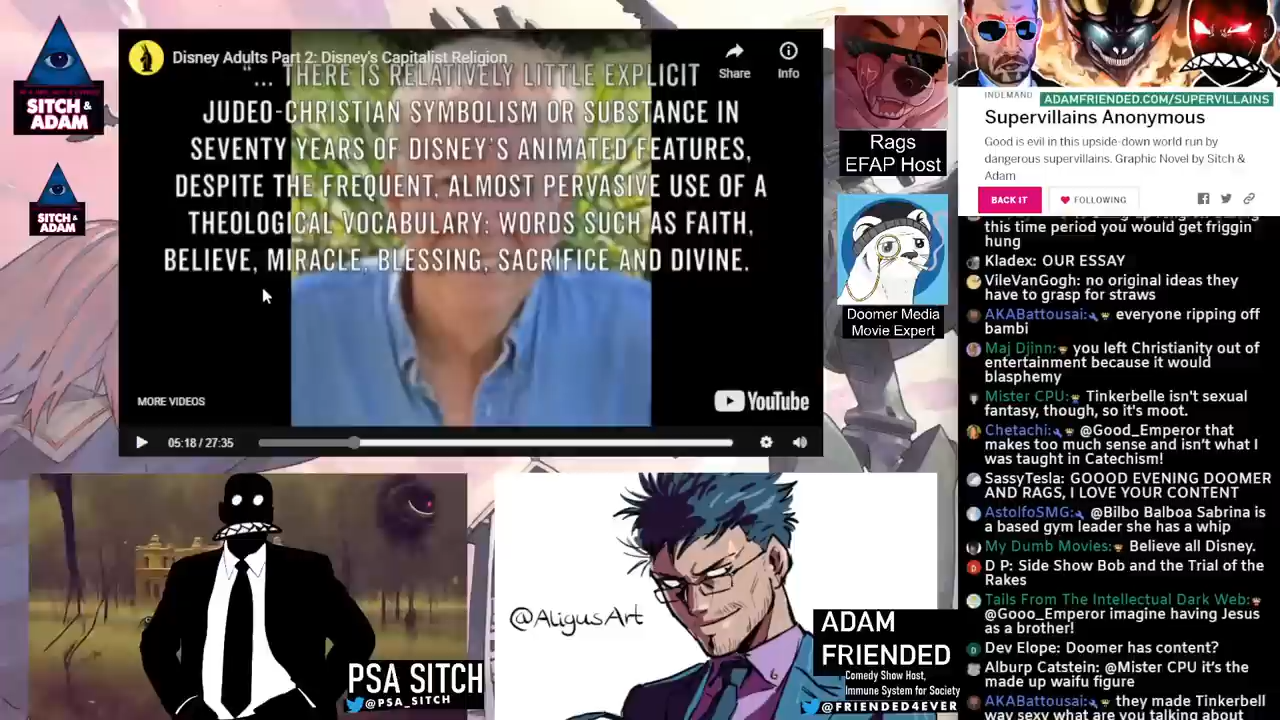 SITCH &
ADAM
SITCH &
ADAM
Disney Adults Part 2: Disney's Capitalist Religion
Share
Info
"... THERE IS RELATIVELY LITTLE EXPLICIT
JUDEO-CHRISTIAN SYMBOLISM OR SUBSTANCE IN
SEVENTY YEARS OF DISNEY'S ANIMATED FEATURES,
DESPITE THE FREQUENT, ALMOST PERVASIVE USE OF A
THEOLOGICAL VOCABULARY: WORDS SUCH AS FAITH,
BELIEVE, MIRACLE, BLESSING, SACRIFICE AND DIVINE.
MORE VIDEOS
YouTube
05:18 / 27:35
Rags
EFAP Host
Doomer Media
Movie Expert
INDEMAND
ADAMFRIENDED.COM/SUPERVILLAINS
Supervillains Anonymous
Good is evil in this upside-down world run by
dangerous supervillains. Graphic Novel by Sitch &
Adam
BACK IT
FOLLOWING
this time period you would get friggin
hung
Kladex: OUR ESSAY
VileVanGogh: no original ideas they
have to grasp for straws
AKABattousai: everyone ripping off
bambi
Maj Djinn: you left Christianity out of
entertainment because it would
blasphemy
Mister CPU: Tinkerbelle isn't sexual
fantasy, though, so it's moot.
Chetachi: @Good_Emperor that
makes too much sense and isn't what I
was taught in Catechism!
SassyTesla: GOOOD EVENING DOOMER
AND RAGS, I LOVE YOUR CONTENT
AstolfoSMG: @Bilbo Balboa Sabrina is
a based gym leader she has a whip
My Dumb Movies: Believe all Disney.
D P: Side Show Bob and the Trial of the
Rakes
Tails From The Intellectual Dark Web:
@Gooo_Emperor imagine having Jesus
as a brother!
Dev Elope: Doomer has content?
Alburp Catstein: @Mister CPU it's the
made up waifu figure
AKABattousai: they made Tinkerbell
way sexy what are you talking about
PSA SITCH
@PSA_SITCH
@AligusArt
ADAM
FRIENDED
Comedy Show Host,
Immune System for Society
@FRIENDED4EVER